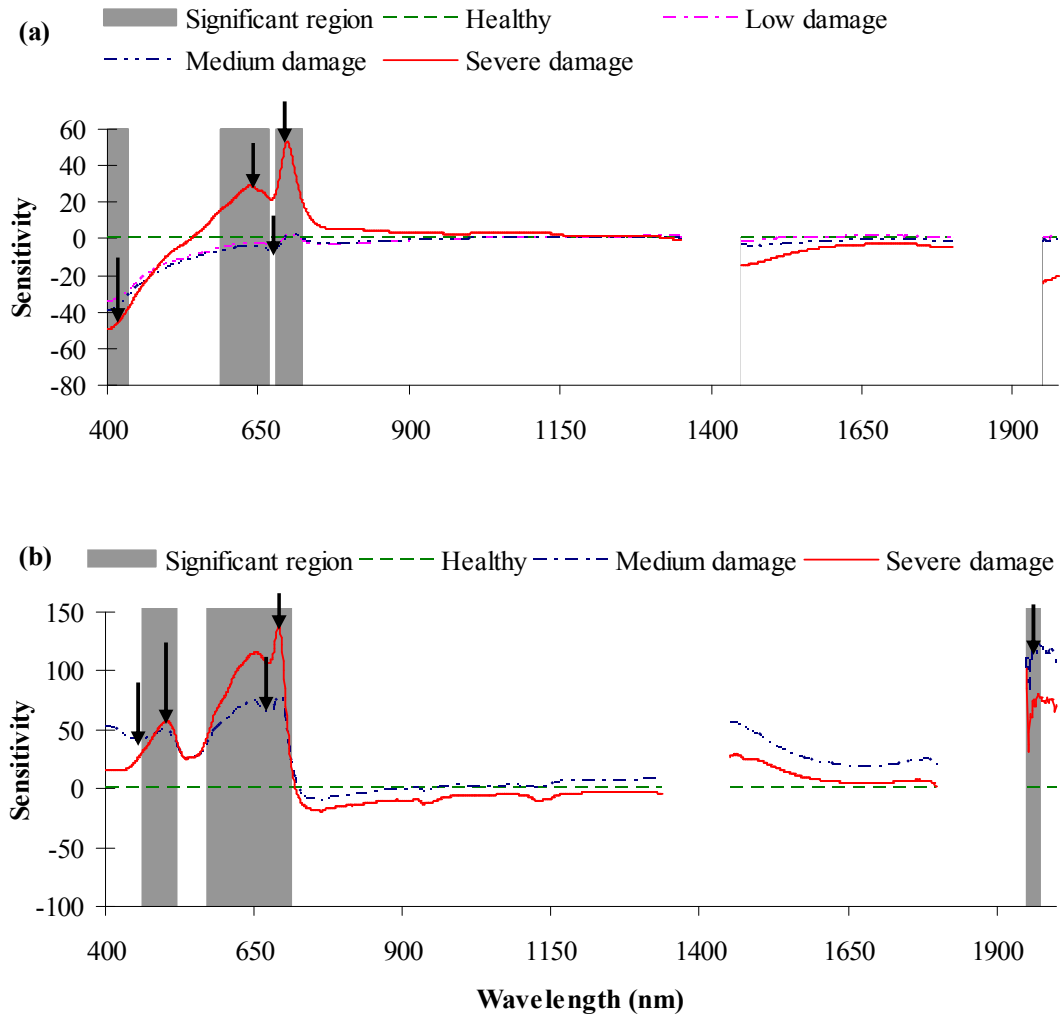 (a)
Significant region Healthy Low damage
Medium damage Severe damage
60
40
20
0
-20
-40
-60
-80
Sensitivity
400 650 900 1150 1400 1650 1900
(b)
Significant region Healthy Medium damage Severe damage
150
100
50
0
-50
-100
Sensitivity
400 650 900 1150 1400 1650 1900
Wavelength (nm)